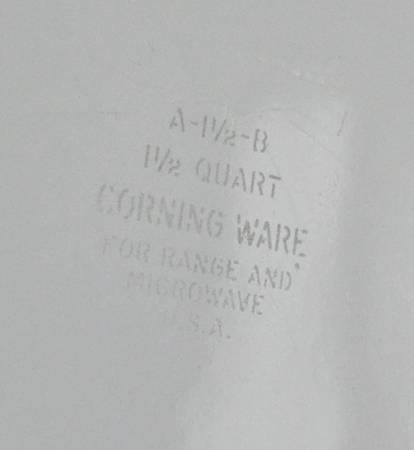 A-1½-B
1½ QUART
CORNING WARE
FOR RANGE AND
MICROWAVE
U.S.A.